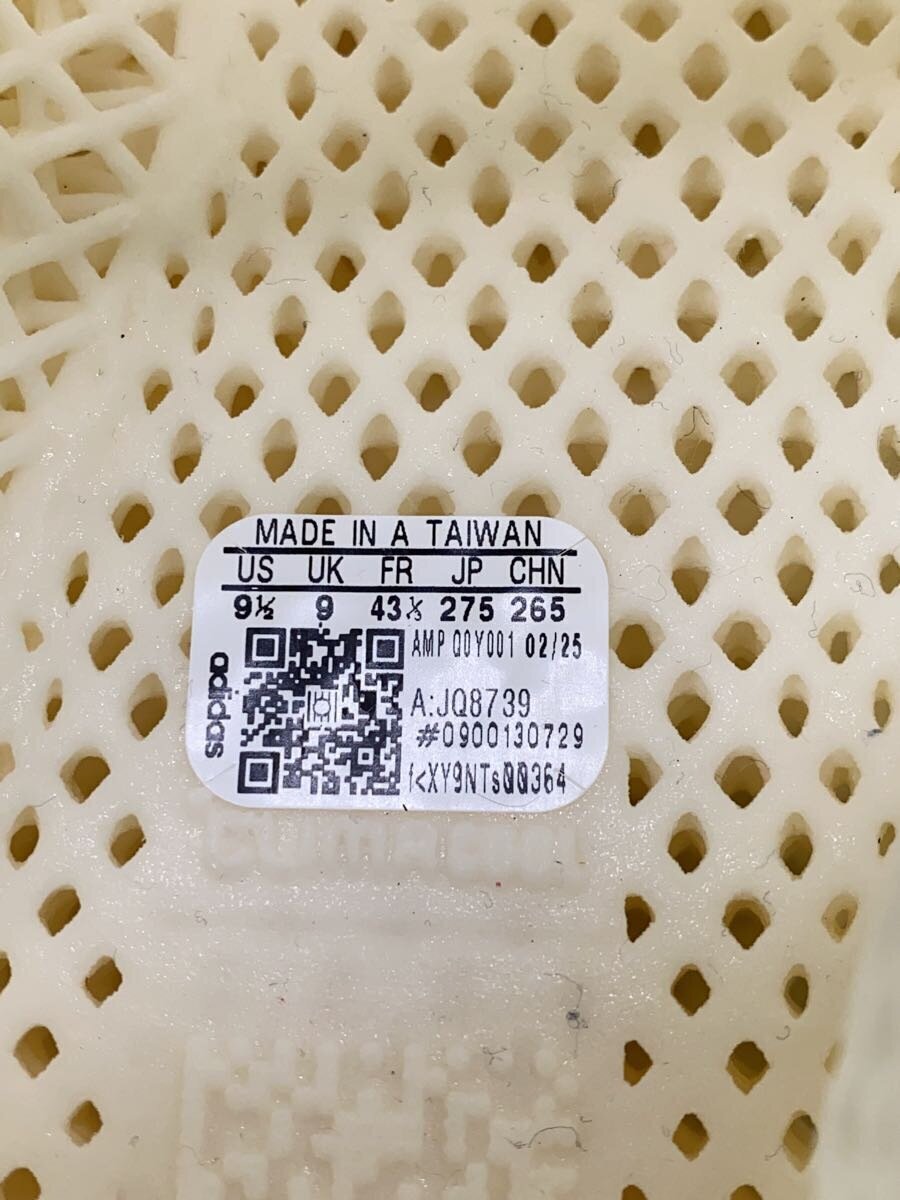 MADE IN A TAIWAN
US UK FR JP CHN
9½ 9 43⅓ 275 265
AMP Q0Y001 02/25
adidas
A:JQ8739
#0900130729
f<XY9NTsQQ364